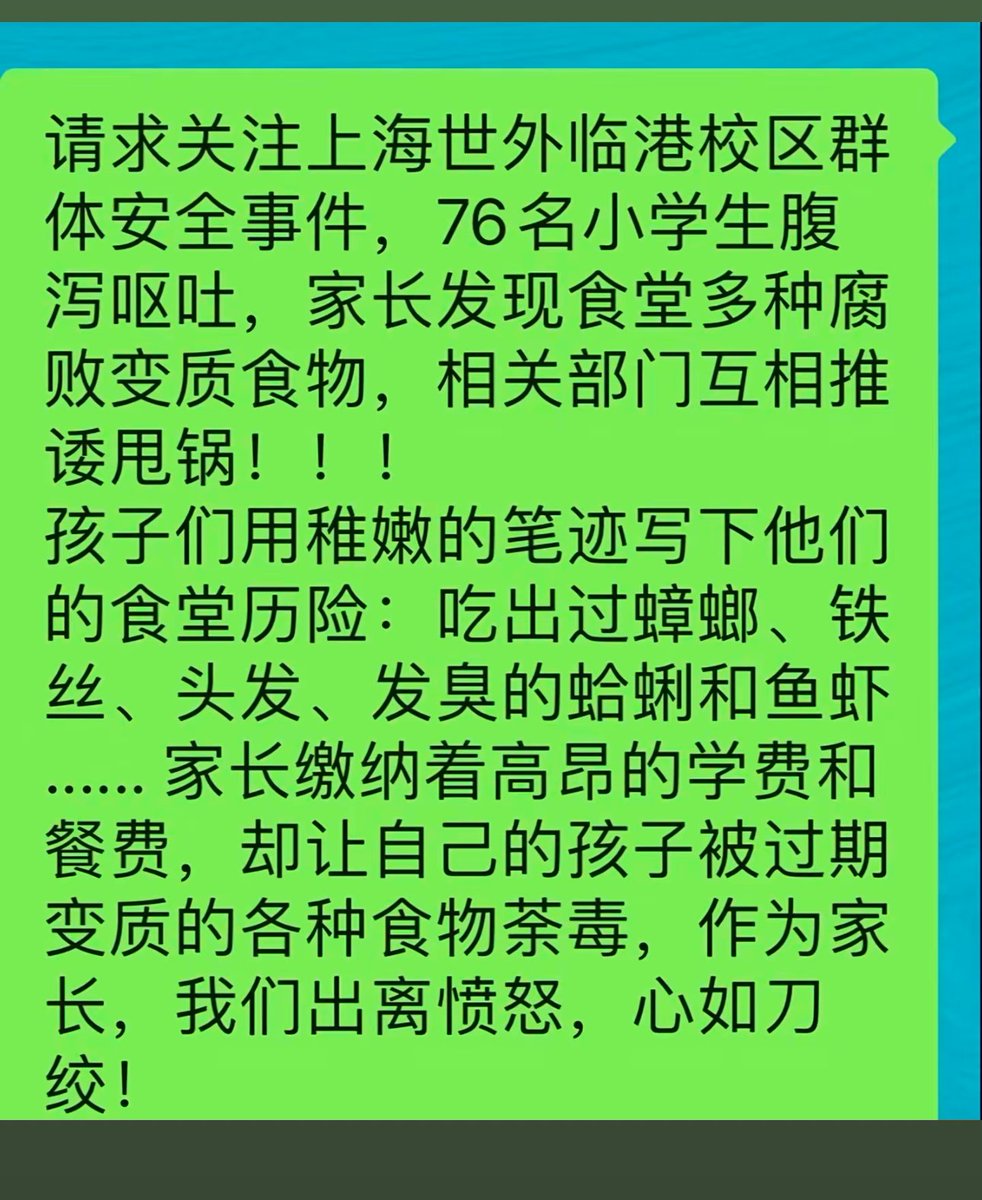 请求关注上海世外临港校区群
体安全事件，76名小学生腹
泻呕吐，家长发现食堂多种腐
败变质食物，相关部门互相推
诿甩锅！！！
孩子们用稚嫩的笔迹写下他们
的食堂历险：吃出过蟑螂、铁
丝、头发、发臭的蛤蜊和鱼虾
...... 家长缴纳着高昂的学费和
餐费，却让自己的孩子被过期
变质的各种食物荼毒，作为家
长，我们出离愤怒，心如刀
绞！